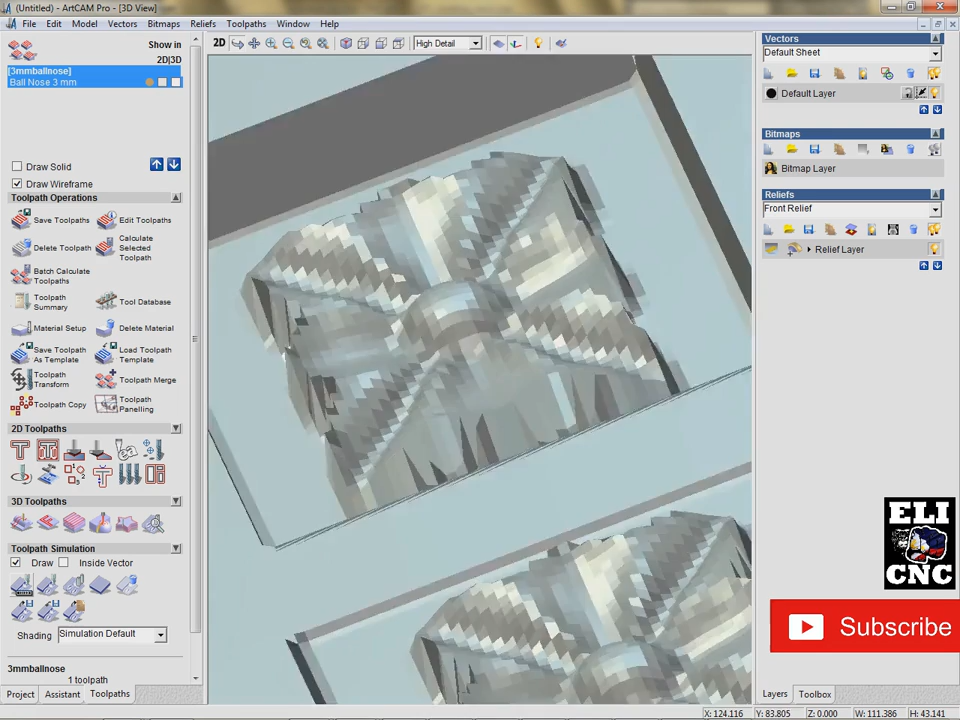 (Untitled) - ArtCAM Pro - [3D View]
File Edit Model Vectors Bitmaps Reliefs Toolpaths Window Help
Show in
2D|3D
[3mmballnose]
Ball Nose 3 mm
Draw Solid
Draw Wireframe
Toolpath Operations
Save Toolpaths
Edit Toolpaths
Delete Toolpath
Calculate
Selected
Toolpath
Batch Calculate
Toolpaths
Toolpath
Summary
Tool Database
Material Setup
Delete Material
Save Toolpath
As Template
Load Toolpath
Template
Toolpath
Transform
Toolpath Merge
Toolpath Copy
Toolpath
Panelling
2D Toolpaths
3D Toolpaths
Toolpath Simulation
Draw
Inside Vector
Shading
Simulation Default
3mmballnose
1 toolpath
Project Assistant Toolpaths
2D
High Detail
Vectors
Default Sheet
Default Layer
Bitmaps
Bitmap Layer
Reliefs
Front Relief
Relief Layer
ELI
CNC
Subscribe
Layers Toolbox
X: 124.116 Y: 83.805 Z: 0.000 W: 111.386 H: 43.141